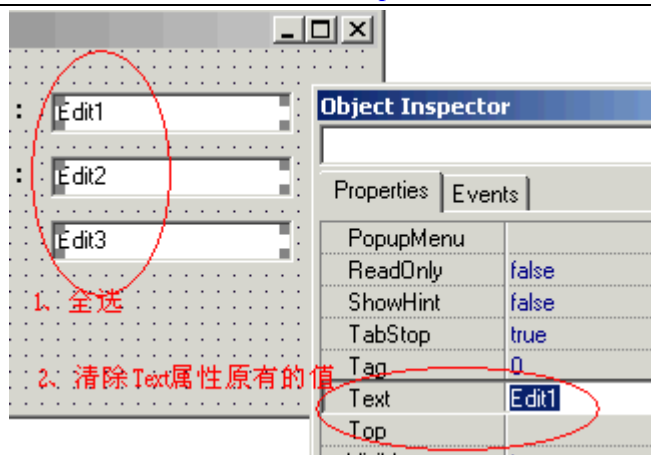 : Edit1
: Edit2
Edit3
1、全选
2、清除Text属性原有的值
Object Inspector
Properties Events
PopupMenu
ReadOnly false
ShowHint false
TabStop true
Tag 0
Text Edit1
Top